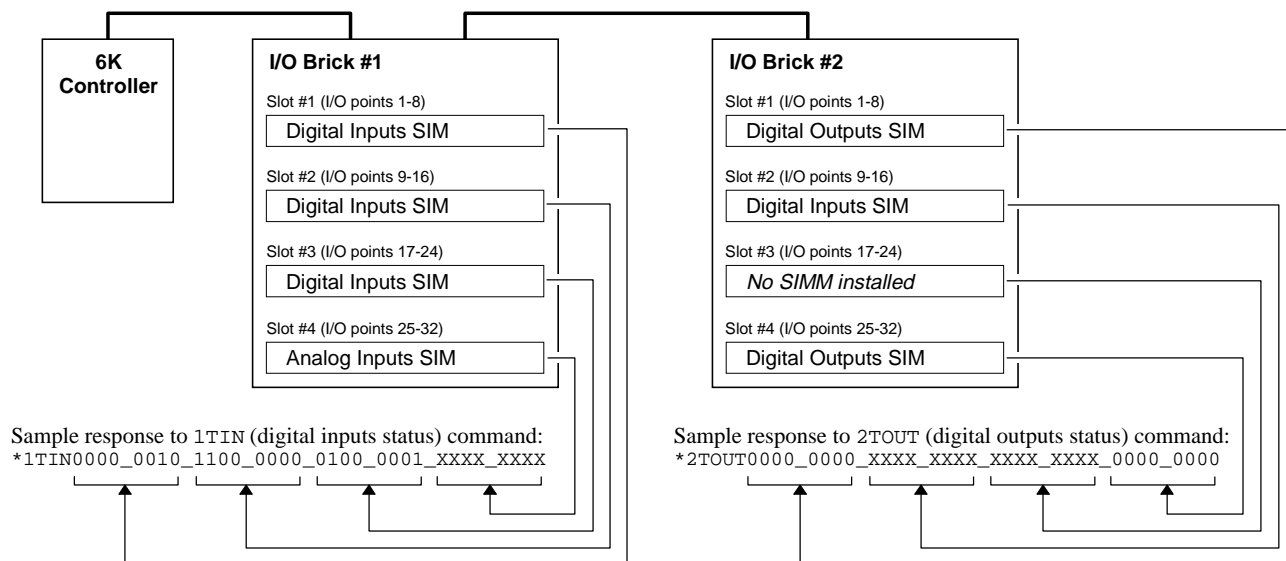 6K
Controller
I/O Brick #1
Slot #1 (I/O points 1-8)
Digital Inputs SIM
Slot #2 (I/O points 9-16)
Digital Inputs SIM
Slot #3 (I/O points 17-24)
Digital Inputs SIM
Slot #4 (I/O points 25-32)
Analog Inputs SIM
I/O Brick #2
Slot #1 (I/O points 1-8)
Digital Outputs SIM
Slot #2 (I/O points 9-16)
Digital Inputs SIM
Slot #3 (I/O points 17-24)
No SIMM installed
Slot #4 (I/O points 25-32)
Digital Outputs SIM
Sample response to 1TIN (digital inputs status) command:
*1TIN0000_0010_1100_0000_0100_0001_XXXX_XXXX
Sample response to 2TOUT (digital outputs status) command:
*2TOUT0000_0000_XXXX_XXXX_XXXX_XXXX_0000_0000